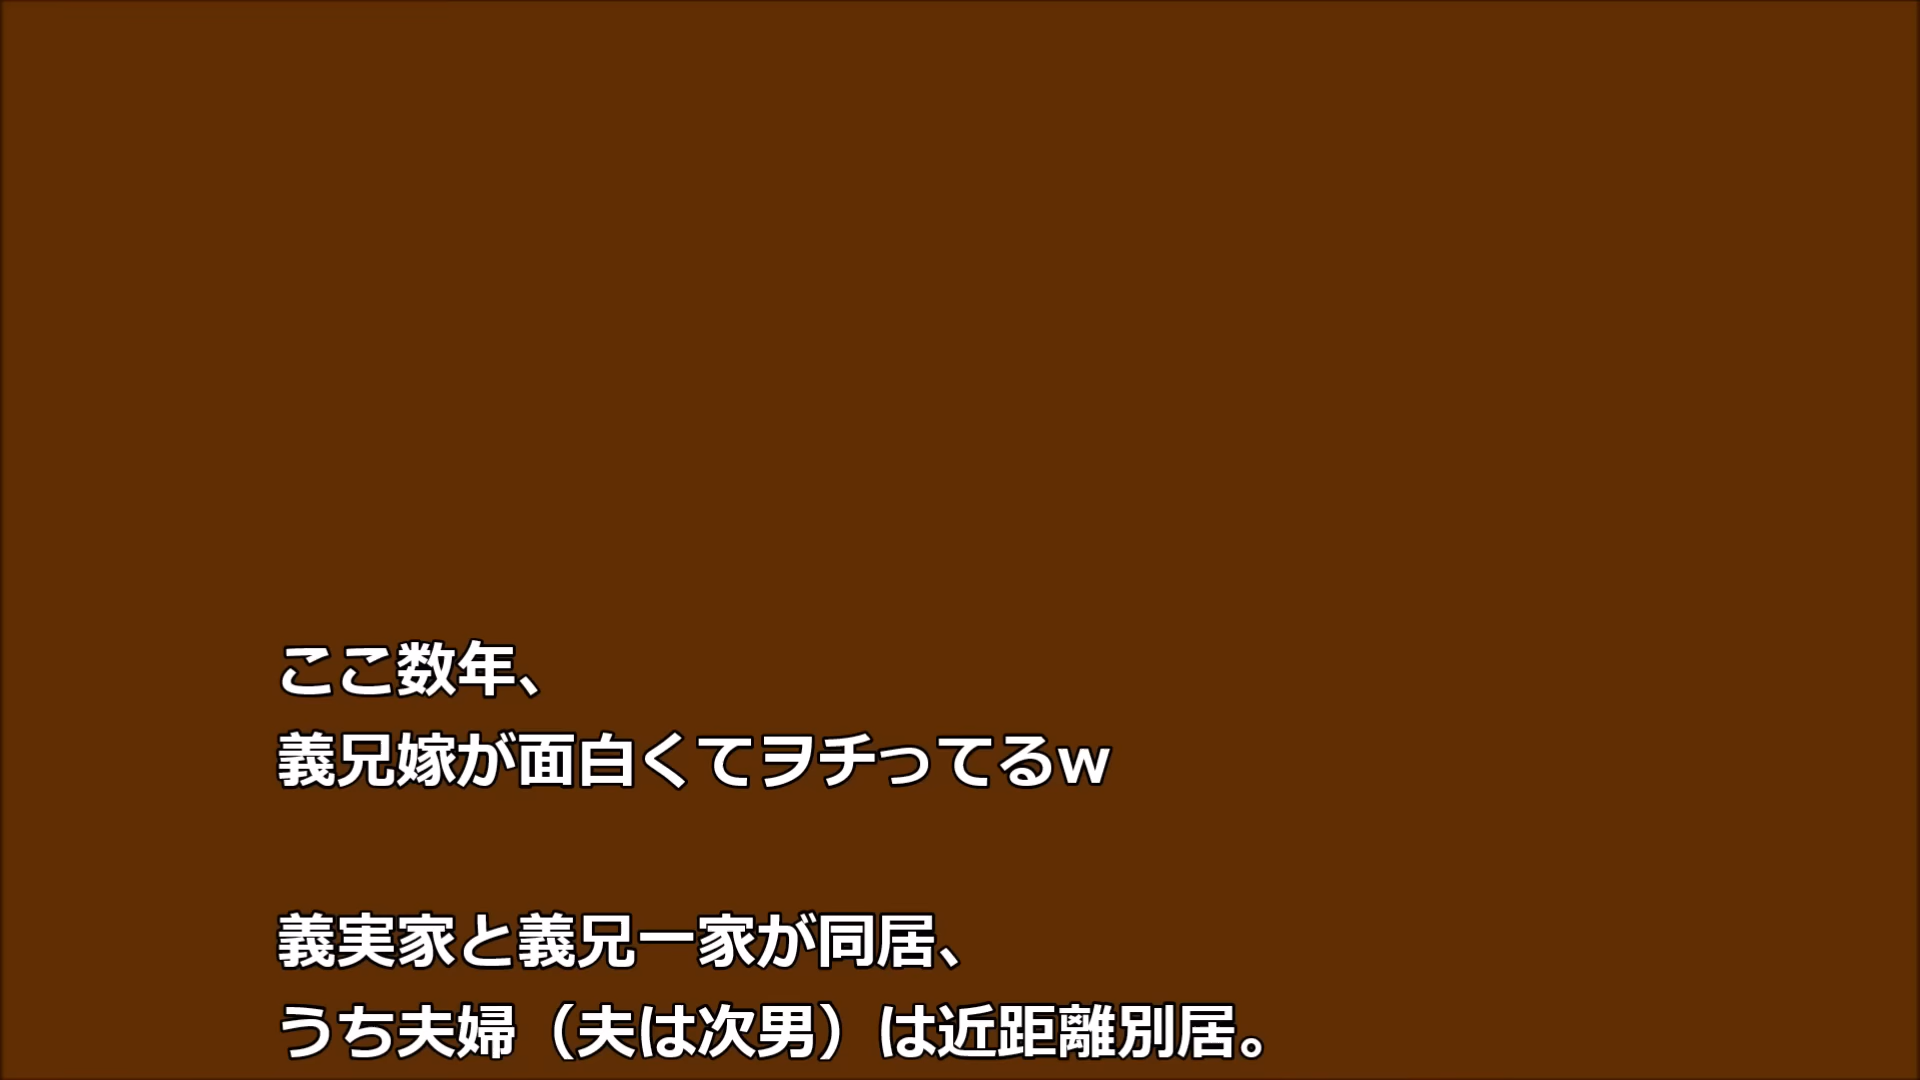 ここ数年、
義兄嫁が面白くてヲチってるw
義実家と義兄一家が同居、
うち夫婦（夫は次男）は近距離別居。